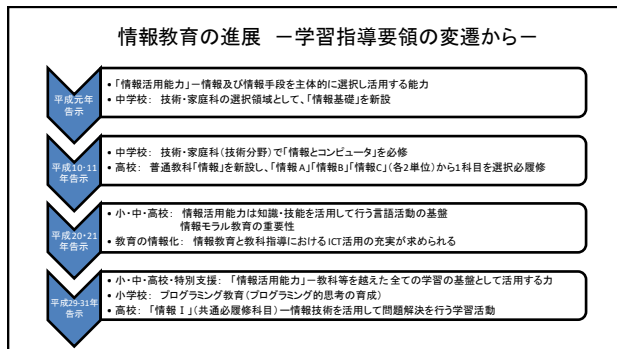 情報教育の進展 －学習指導要領の変遷から－
平成元年
告示
• 「情報活用能力」－情報及び情報手段を主体的に選択し活用する能力
• 中学校： 技術・家庭科の選択領域として、「情報基礎」を新設
平成10・11
年告示
• 中学校： 技術・家庭科（技術分野）で「情報とコンピュータ」を必修
• 高校： 普通教科「情報」を新設し、「情報A」「情報B」「情報C」（各2単位）から1科目を選択必履修
平成20・21
年告示
• 小・中・高校： 情報活用能力は知識・技能を活用して行う言語活動の基盤
情報モラル教育の重要性
• 教育の情報化： 情報教育と教科指導におけるICT活用の充実が求められる
平成29-31年
告示
• 小・中・高校・特別支援： 「情報活用能力」－教科等を越えた全ての学習の基盤として活用する力
• 小学校： プログラミング教育（プログラミング的思考の育成）
• 高校： 「情報Ⅰ」（共通必履修科目）－情報技術を活用して問題解決を行う学習活動